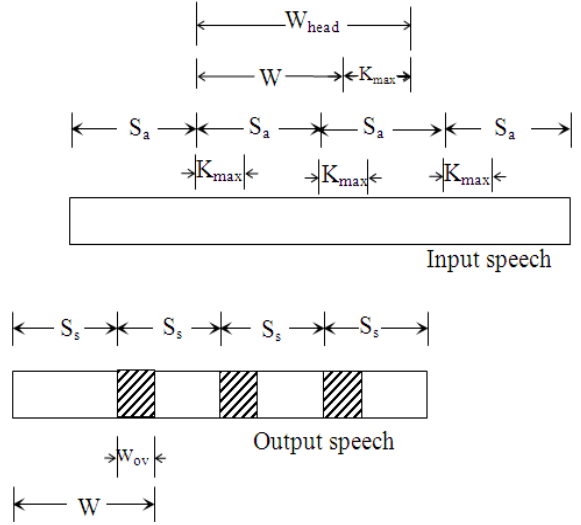 W_head
W K_max
S_a S_a S_a S_a
K_max K_max K_max
Input speech
S_s S_s S_s S_s
W_ov Output speech
W